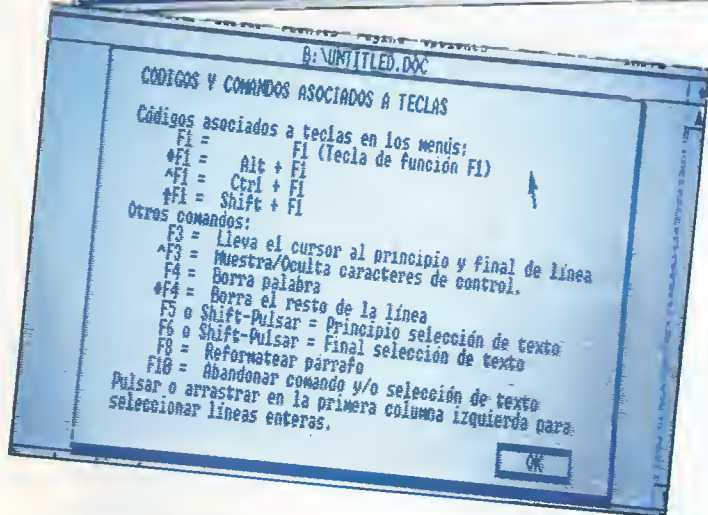 B:\UNTITLED.DOC
CODIGOS Y COMANDOS ASOCIADOS A TECLAS
Códigos asociados a teclas en los menús:
F1 = F1 (Tecla de función F1)
♦F1 = Alt + F1
^F1 = Ctrl + F1
⇑F1 = Shift + F1
Otros comandos:
F3 = Lleva el cursor al principio y final de línea
^F3 = Muestra/Oculta caracteres de control.
F4 = Borra palabra
♦F4 = Borra el resto de la línea
F5 o Shift-Pulsar = Principio selección de texto
F6 o Shift-Pulsar = Final selección de texto
F8 = Reformatear párrafo
F10 = Abandonar comando y/o selección de texto
Pulsar o arrastrar en la primera columna izquierda para
seleccionar líneas enteras.
OK